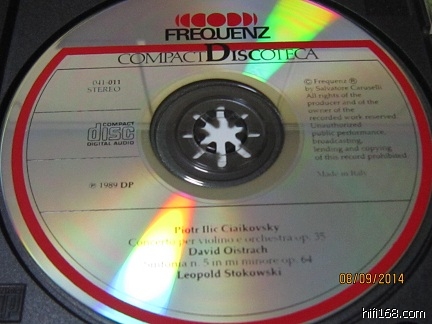 FREQUENZ
COMPACT DISCOTECA
041-011
STEREO
© Frequenz ®
by Salvatore Caruselli
All rights of the
producer and of the
owner of the
recorded work reserved.
Unauthorized
public performance,
broadcasting,
lending and copying
of this record prohibited.
Made in Italy
COMPACT
disc
DIGITAL AUDIO
℗ 1989 DP
Piotr Ilic Ciaikovsky
Concerto per violino e orchestra op. 35
David Oistrach
Sinfonia n. 5 in mi minore op. 64
Leopold Stokowski
08/09/2014
hifi168.com